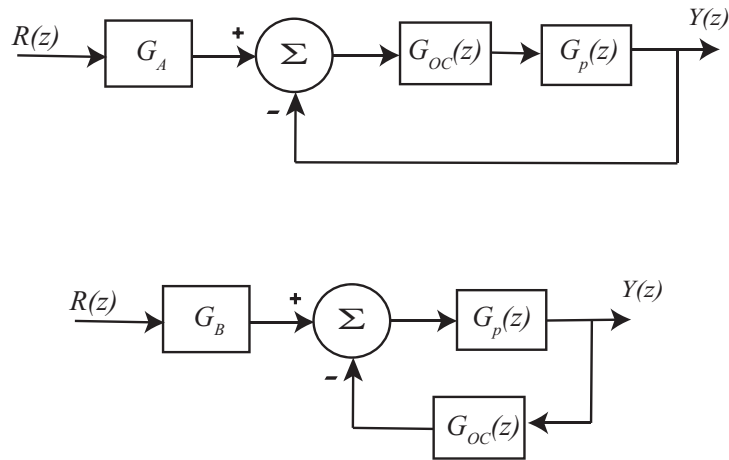 R(z) G_A + Σ G_OC(z) G_p(z) Y(z)
-
R(z) G_B + Σ G_p(z) Y(z)
- G_OC(z)